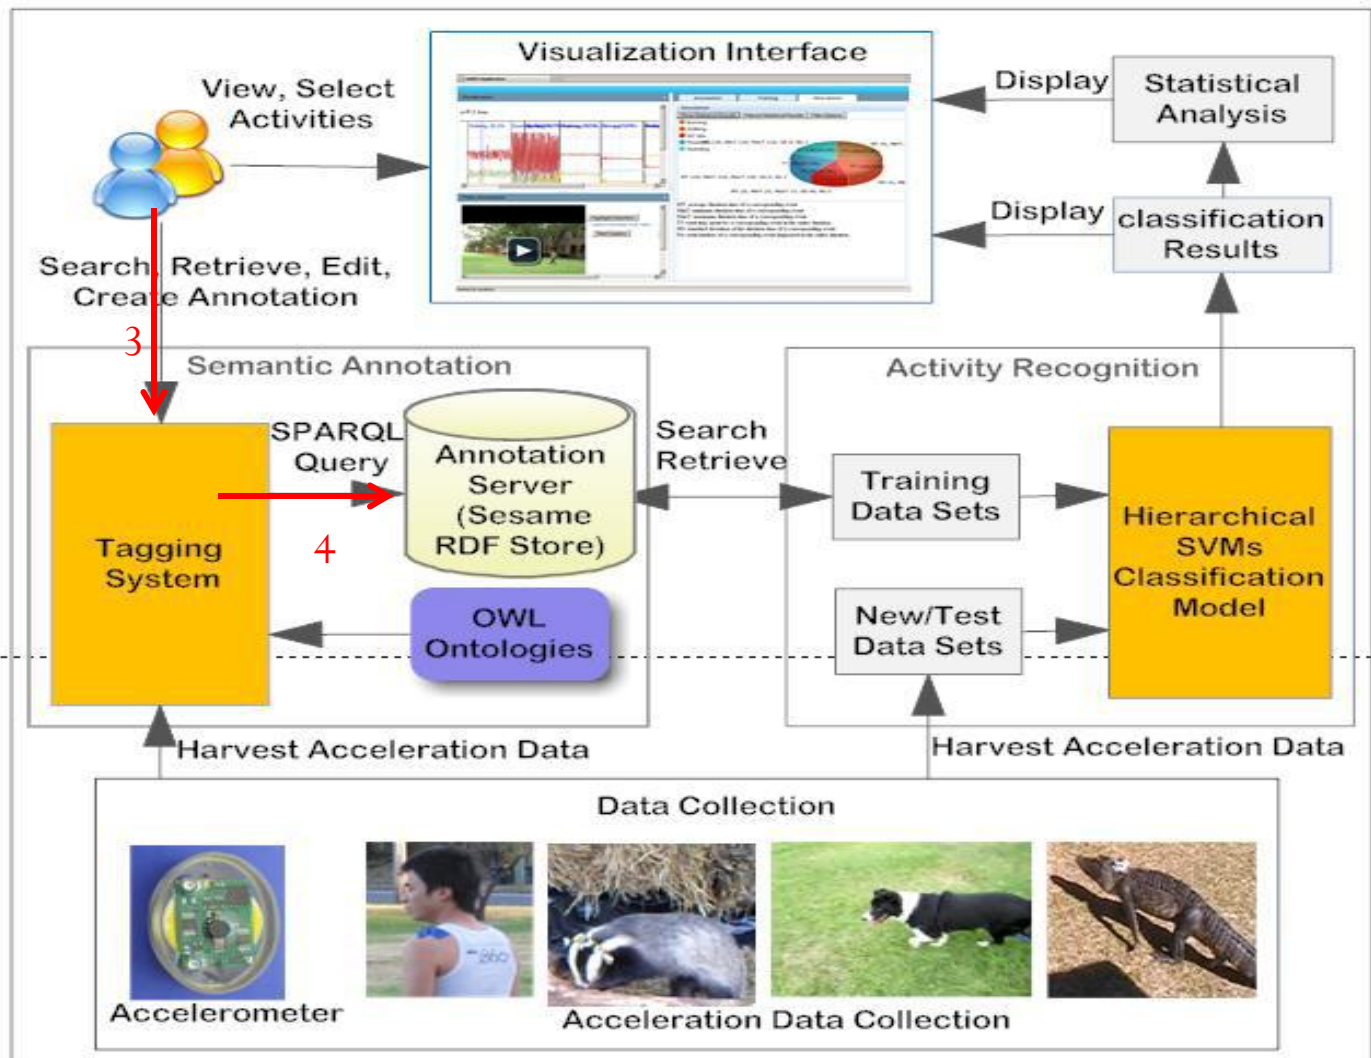 Visualization Interface
View, Select
Activities
Display
Statistical
Analysis
Display
classification
Results
Search, Retrieve, Edit,
Create Annotation
3
Semantic Annotation
Activity Recognition
SPARQL
Query
Annotation
Server
(Sesame
RDF Store)
Search
Retrieve
Training
Data Sets
Hierarchical
SVMs
Classification
Model
4
Tagging
System
OWL
Ontologies
New/Test
Data Sets
Harvest Acceleration Data
Harvest Acceleration Data
Data Collection
860
Accelerometer
Acceleration Data Collection